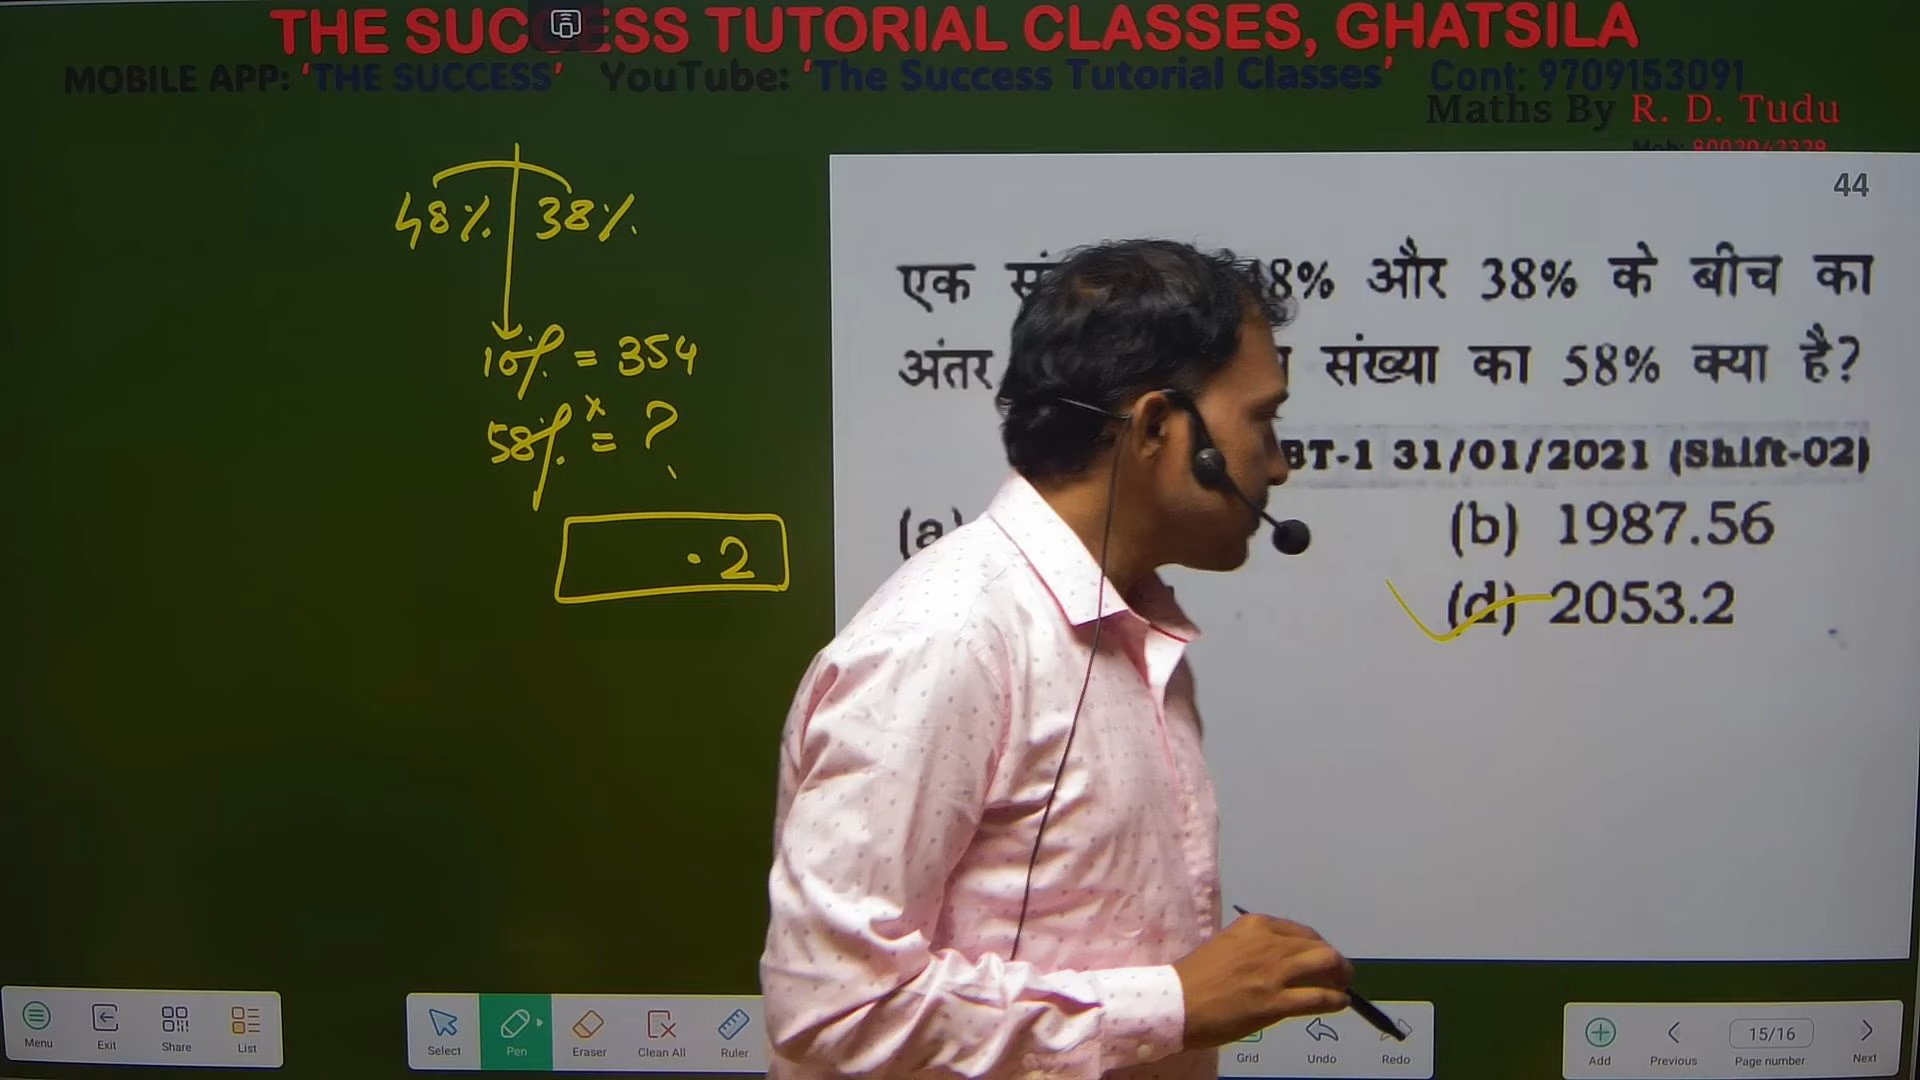 THE SUCCESS TUTORIAL CLASSES, GHATSILA
MOBILE APP: 'THE SUCCESS' YouTube: 'The Success Tutorial Classes' Cont: 9709153091
Maths By R. D. Tudu
44
48% 38%
10% = 354
58% = ?
x
.2
एक 8% और 38% के बीच का
अंतर संख्या का 58% क्या है?
BT-1 31/01/2021 (Shift-02)
(a) (b) 1987.56
(d) 2053.2
Menu Exit Share List Select Pen Eraser Clean All Ruler Grid Undo Redo Add Previous 15/16 Page number Next